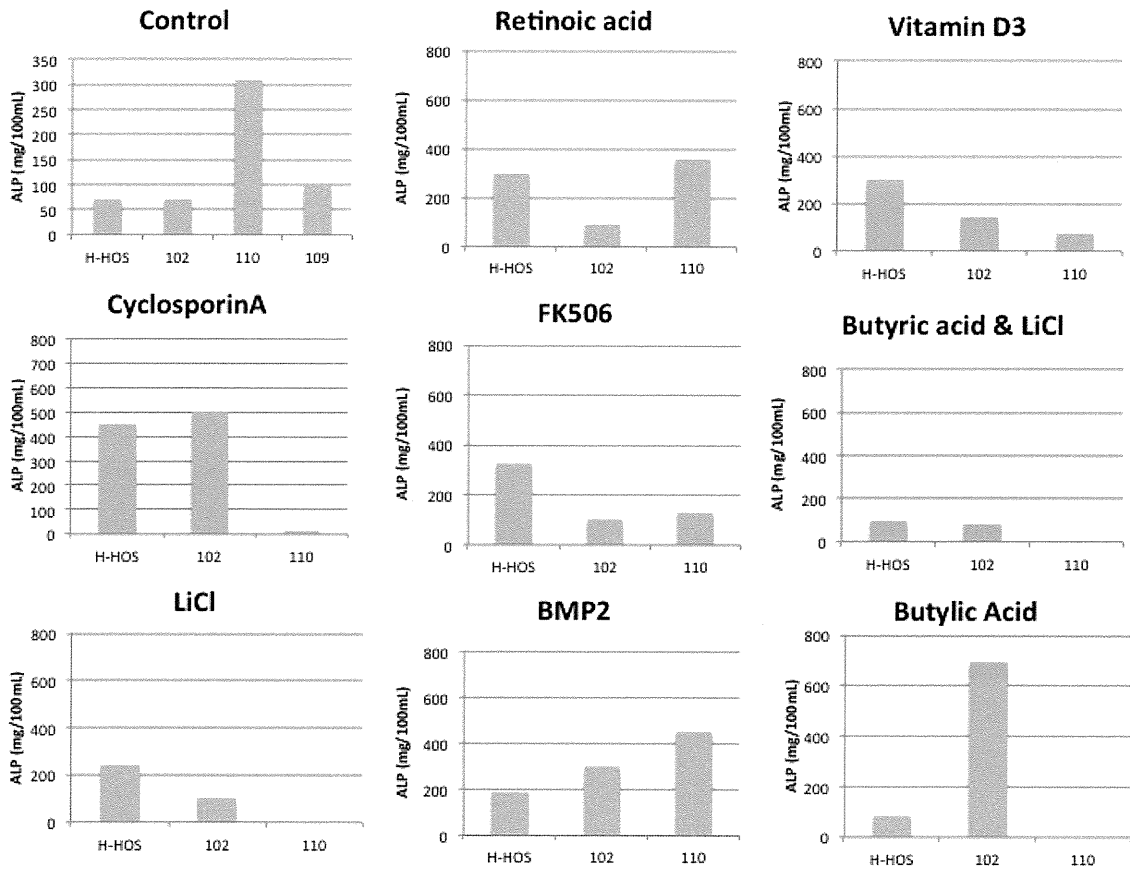 Control
ALP (mg/100mL)
350
300
250
200
150
100
50
0
H-HOS 102 110 109
Retinoic acid
ALP (mg/100mL)
800
600
400
200
0
H-HOS 102 110
Vitamin D3
ALP (mg/100mL)
800
600
400
200
0
H-HOS 102 110
CyclosporinA
ALP (mg/100mL)
800
700
600
500
400
300
200
100
0
H-HOS 102 110
FK506
ALP (mg/100mL)
800
600
400
200
0
H-HOS 102 110
Butyric acid & LiCl
ALP (mg/100mL)
800
600
400
200
0
H-HOS 102 110
LiCl
ALP (mg/100mL)
800
600
400
200
0
H-HOS 102 110
BMP2
ALP (mg/100mL)
800
600
400
200
0
H-HOS 102 110
Butylic Acid
ALP (mg/100mL)
800
600
400
200
0
H-HOS 102 110